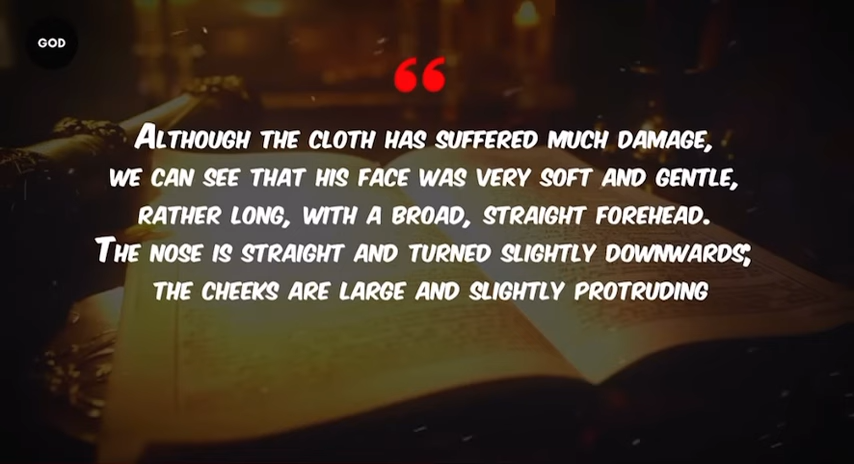 GOD
“
ALTHOUGH THE CLOTH HAS SUFFERED MUCH DAMAGE,
WE CAN SEE THAT HIS FACE WAS VERY SOFT AND GENTLE,
RATHER LONG, WITH A BROAD, STRAIGHT FOREHEAD.
THE NOSE IS STRAIGHT AND TURNED SLIGHTLY DOWNWARDS;
THE CHEEKS ARE LARGE AND SLIGHTLY PROTRUDING